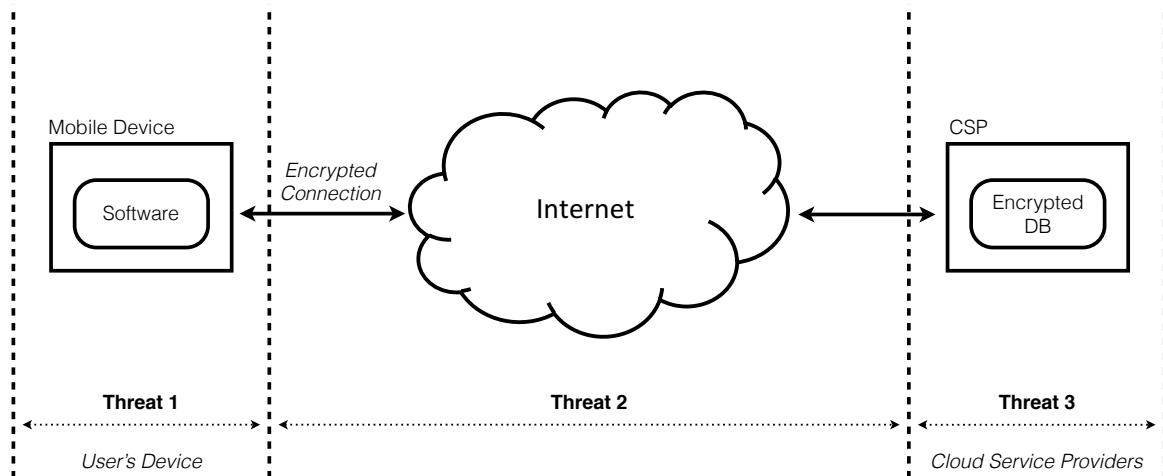 Mobile Device
CSP
Encrypted
Connection
Software
Internet
Encrypted
DB
Threat 1
Threat 2
Threat 3
User's Device
Cloud Service Providers